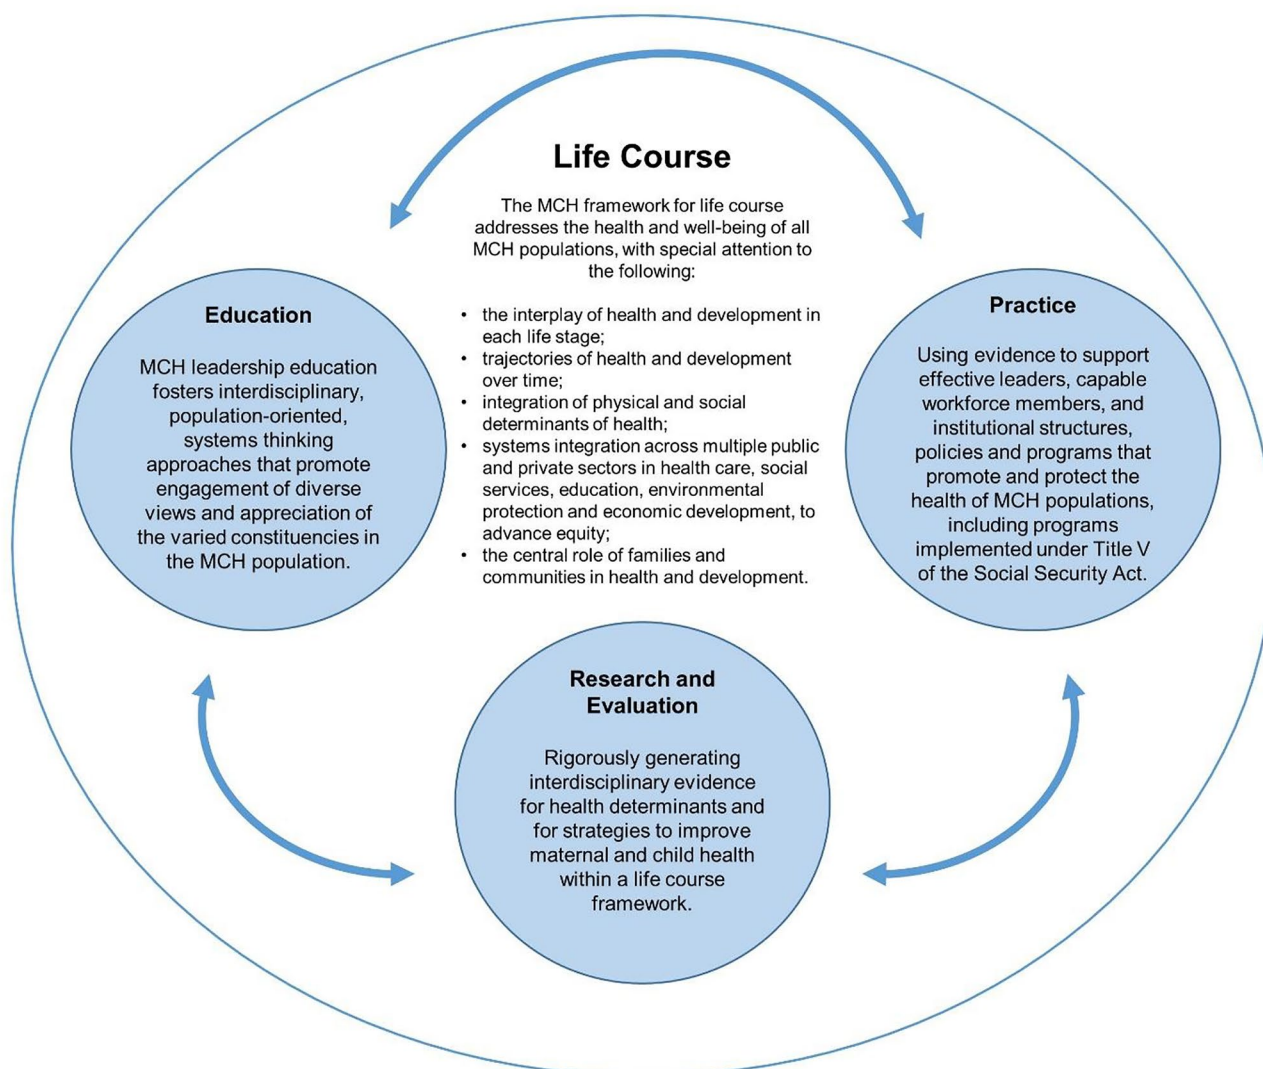 Life Course
The MCH framework for life course
addresses the health and well-being of all
MCH populations, with special attention to
the following:
• the interplay of health and development in
each life stage;
• trajectories of health and development
over time;
• integration of physical and social
determinants of health;
• systems integration across multiple public
and private sectors in health care, social
services, education, environmental
protection and economic development, to
advance equity;
• the central role of families and
communities in health and development.
Education
MCH leadership education
fosters interdisciplinary,
population-oriented,
systems thinking
approaches that promote
engagement of diverse
views and appreciation of
the varied constituencies in
the MCH population.
Practice
Using evidence to support
effective leaders, capable
workforce members, and
institutional structures,
policies and programs that
promote and protect the
health of MCH populations,
including programs
implemented under Title V
of the Social Security Act.
Research and
Evaluation
Rigorously generating
interdisciplinary evidence
for health determinants and
for strategies to improve
maternal and child health
within a life course
framework.